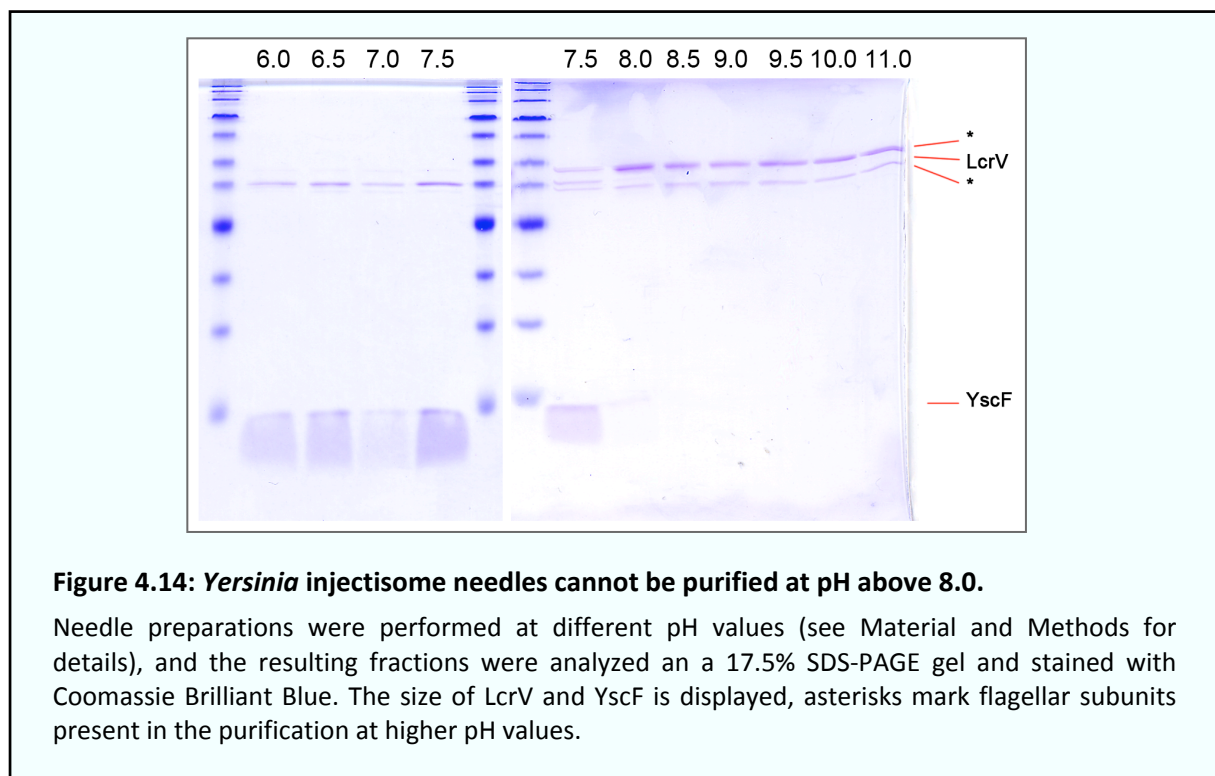 6.0 6.5 7.0 7.5 7.5 8.0 8.5 9.0 9.5 10.0 11.0
*
LcrV
*
YscF
Figure 4.14: Yersinia injectisome needles cannot be purified at pH above 8.0.
Needle preparations were performed at different pH values (see Material and Methods for
details), and the resulting fractions were analyzed an a 17.5% SDS-PAGE gel and stained with
Coomassie Brilliant Blue. The size of LcrV and YscF is displayed, asterisks mark flagellar subunits
present in the purification at higher pH values.